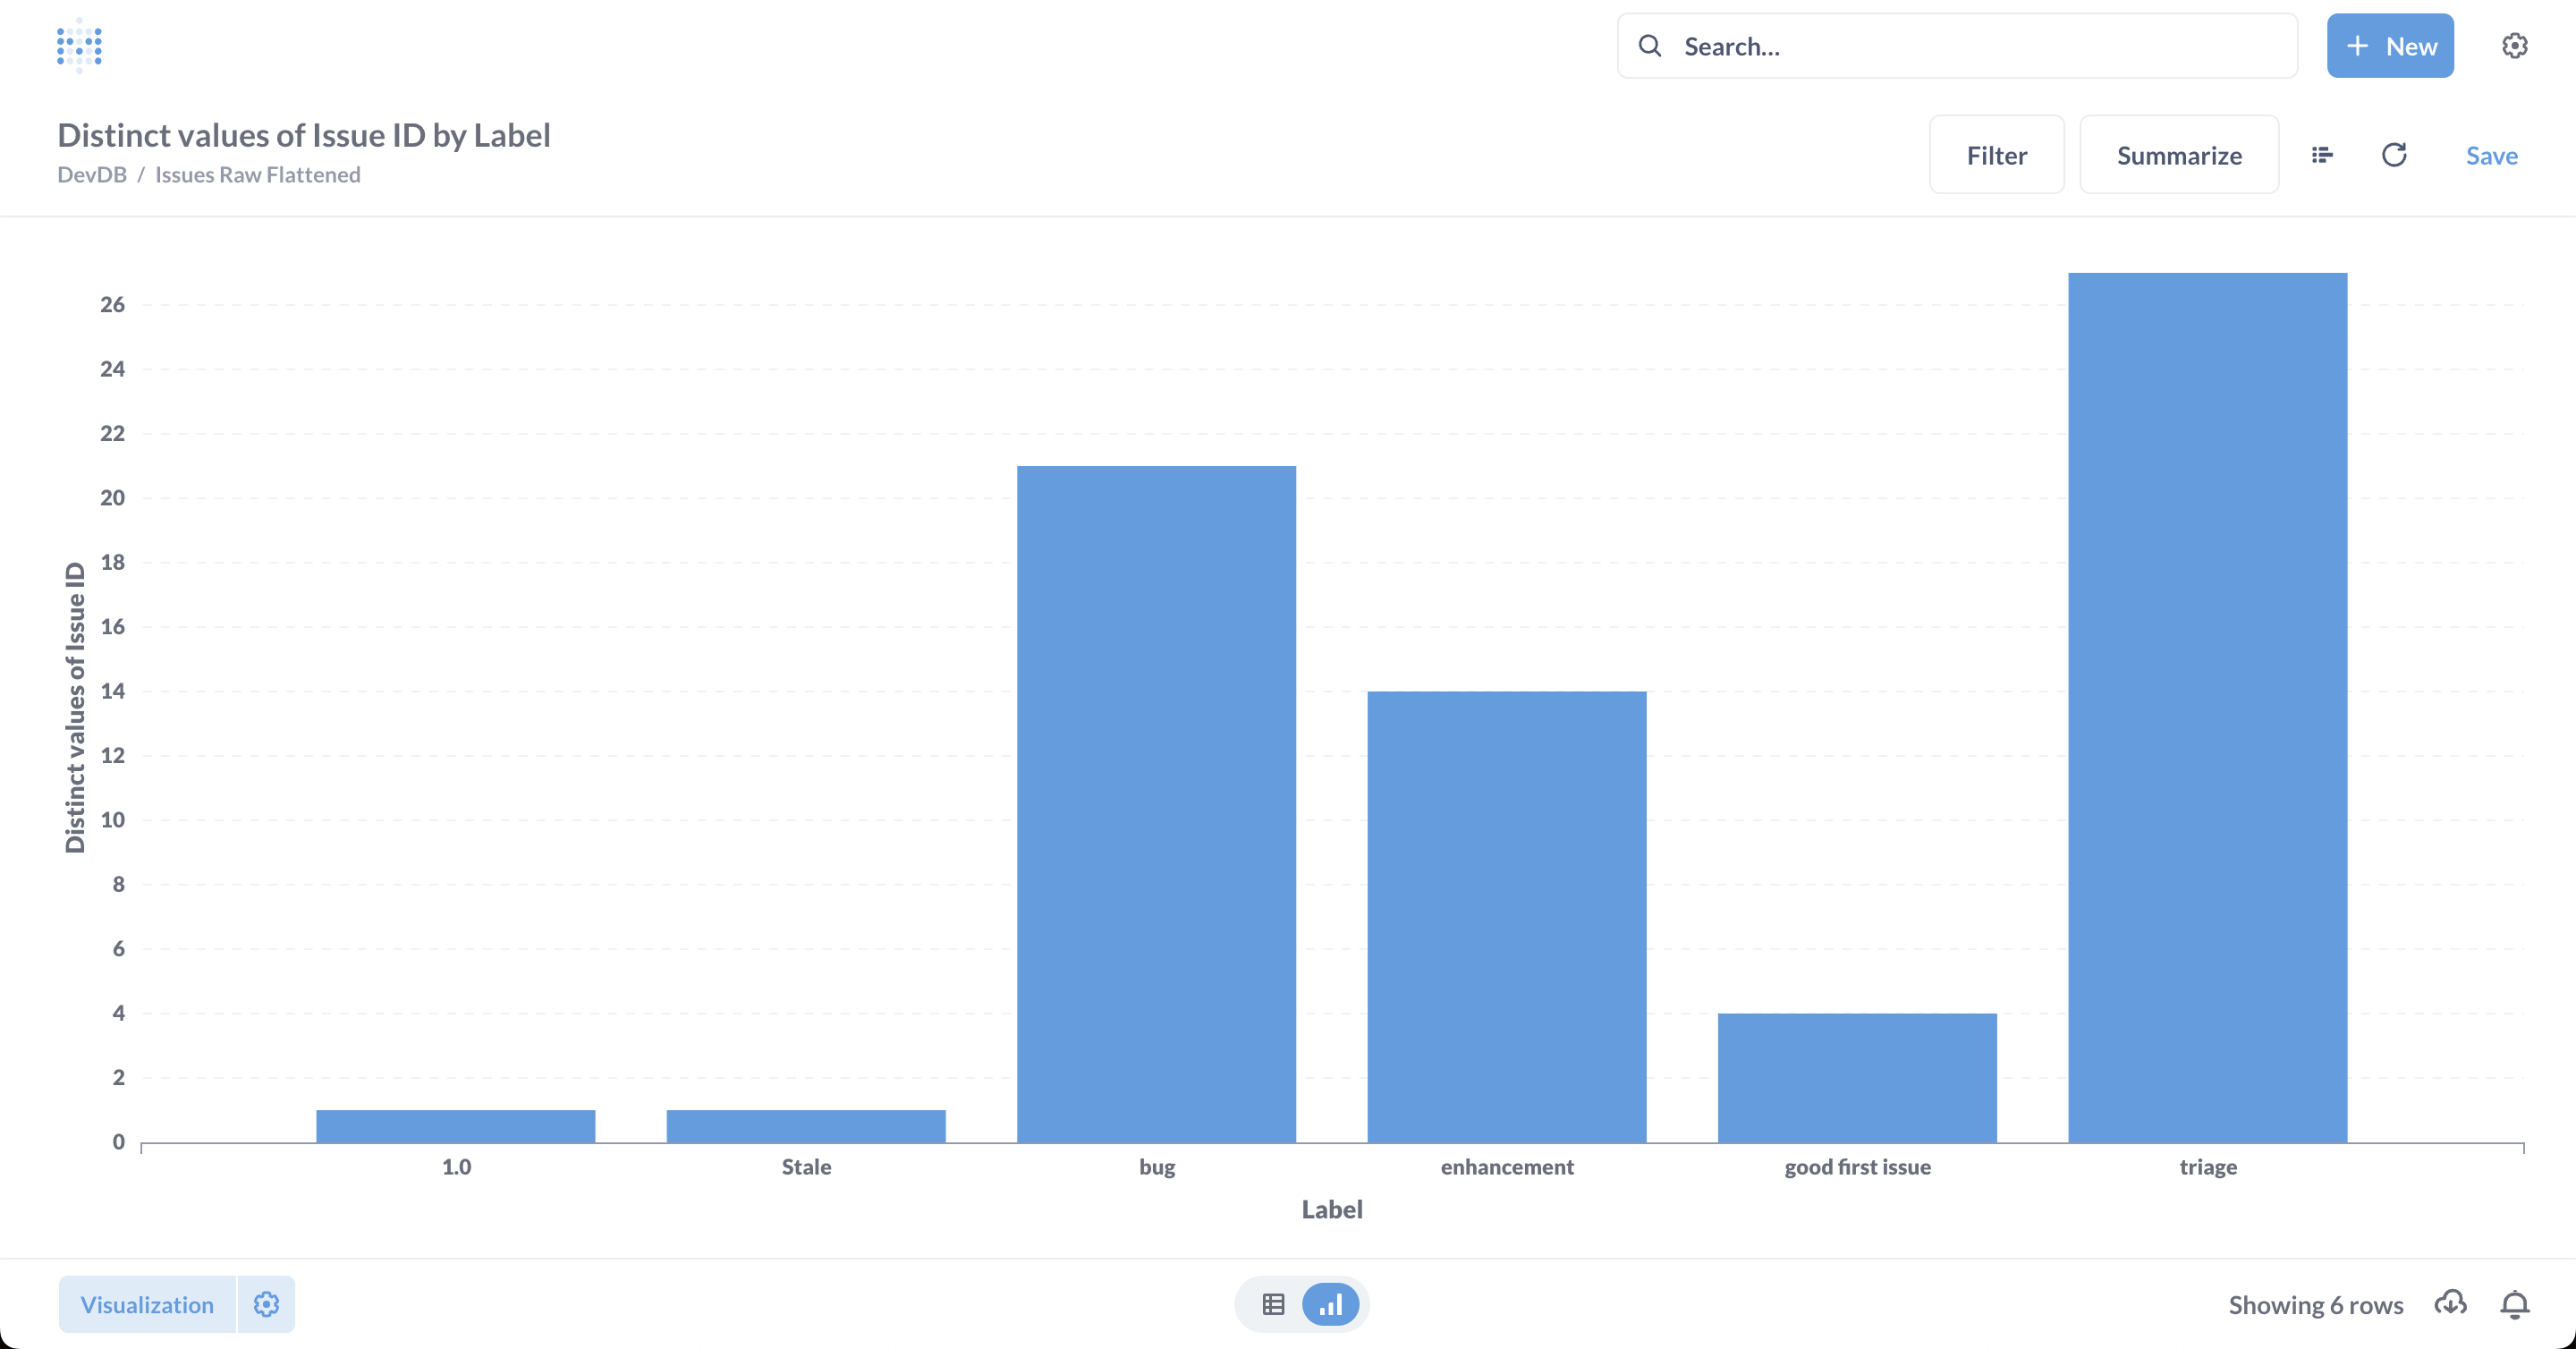 Search...
New
Distinct values of Issue ID by Label
DevDB / Issues Raw Flattened
Filter
Summarize
Save
Distinct values of Issue ID
26
24
22
20
18
16
14
12
10
8
6
4
2
0
1.0
Stale
bug
enhancement
good first issue
triage
Label
Visualization
Showing 6 rows